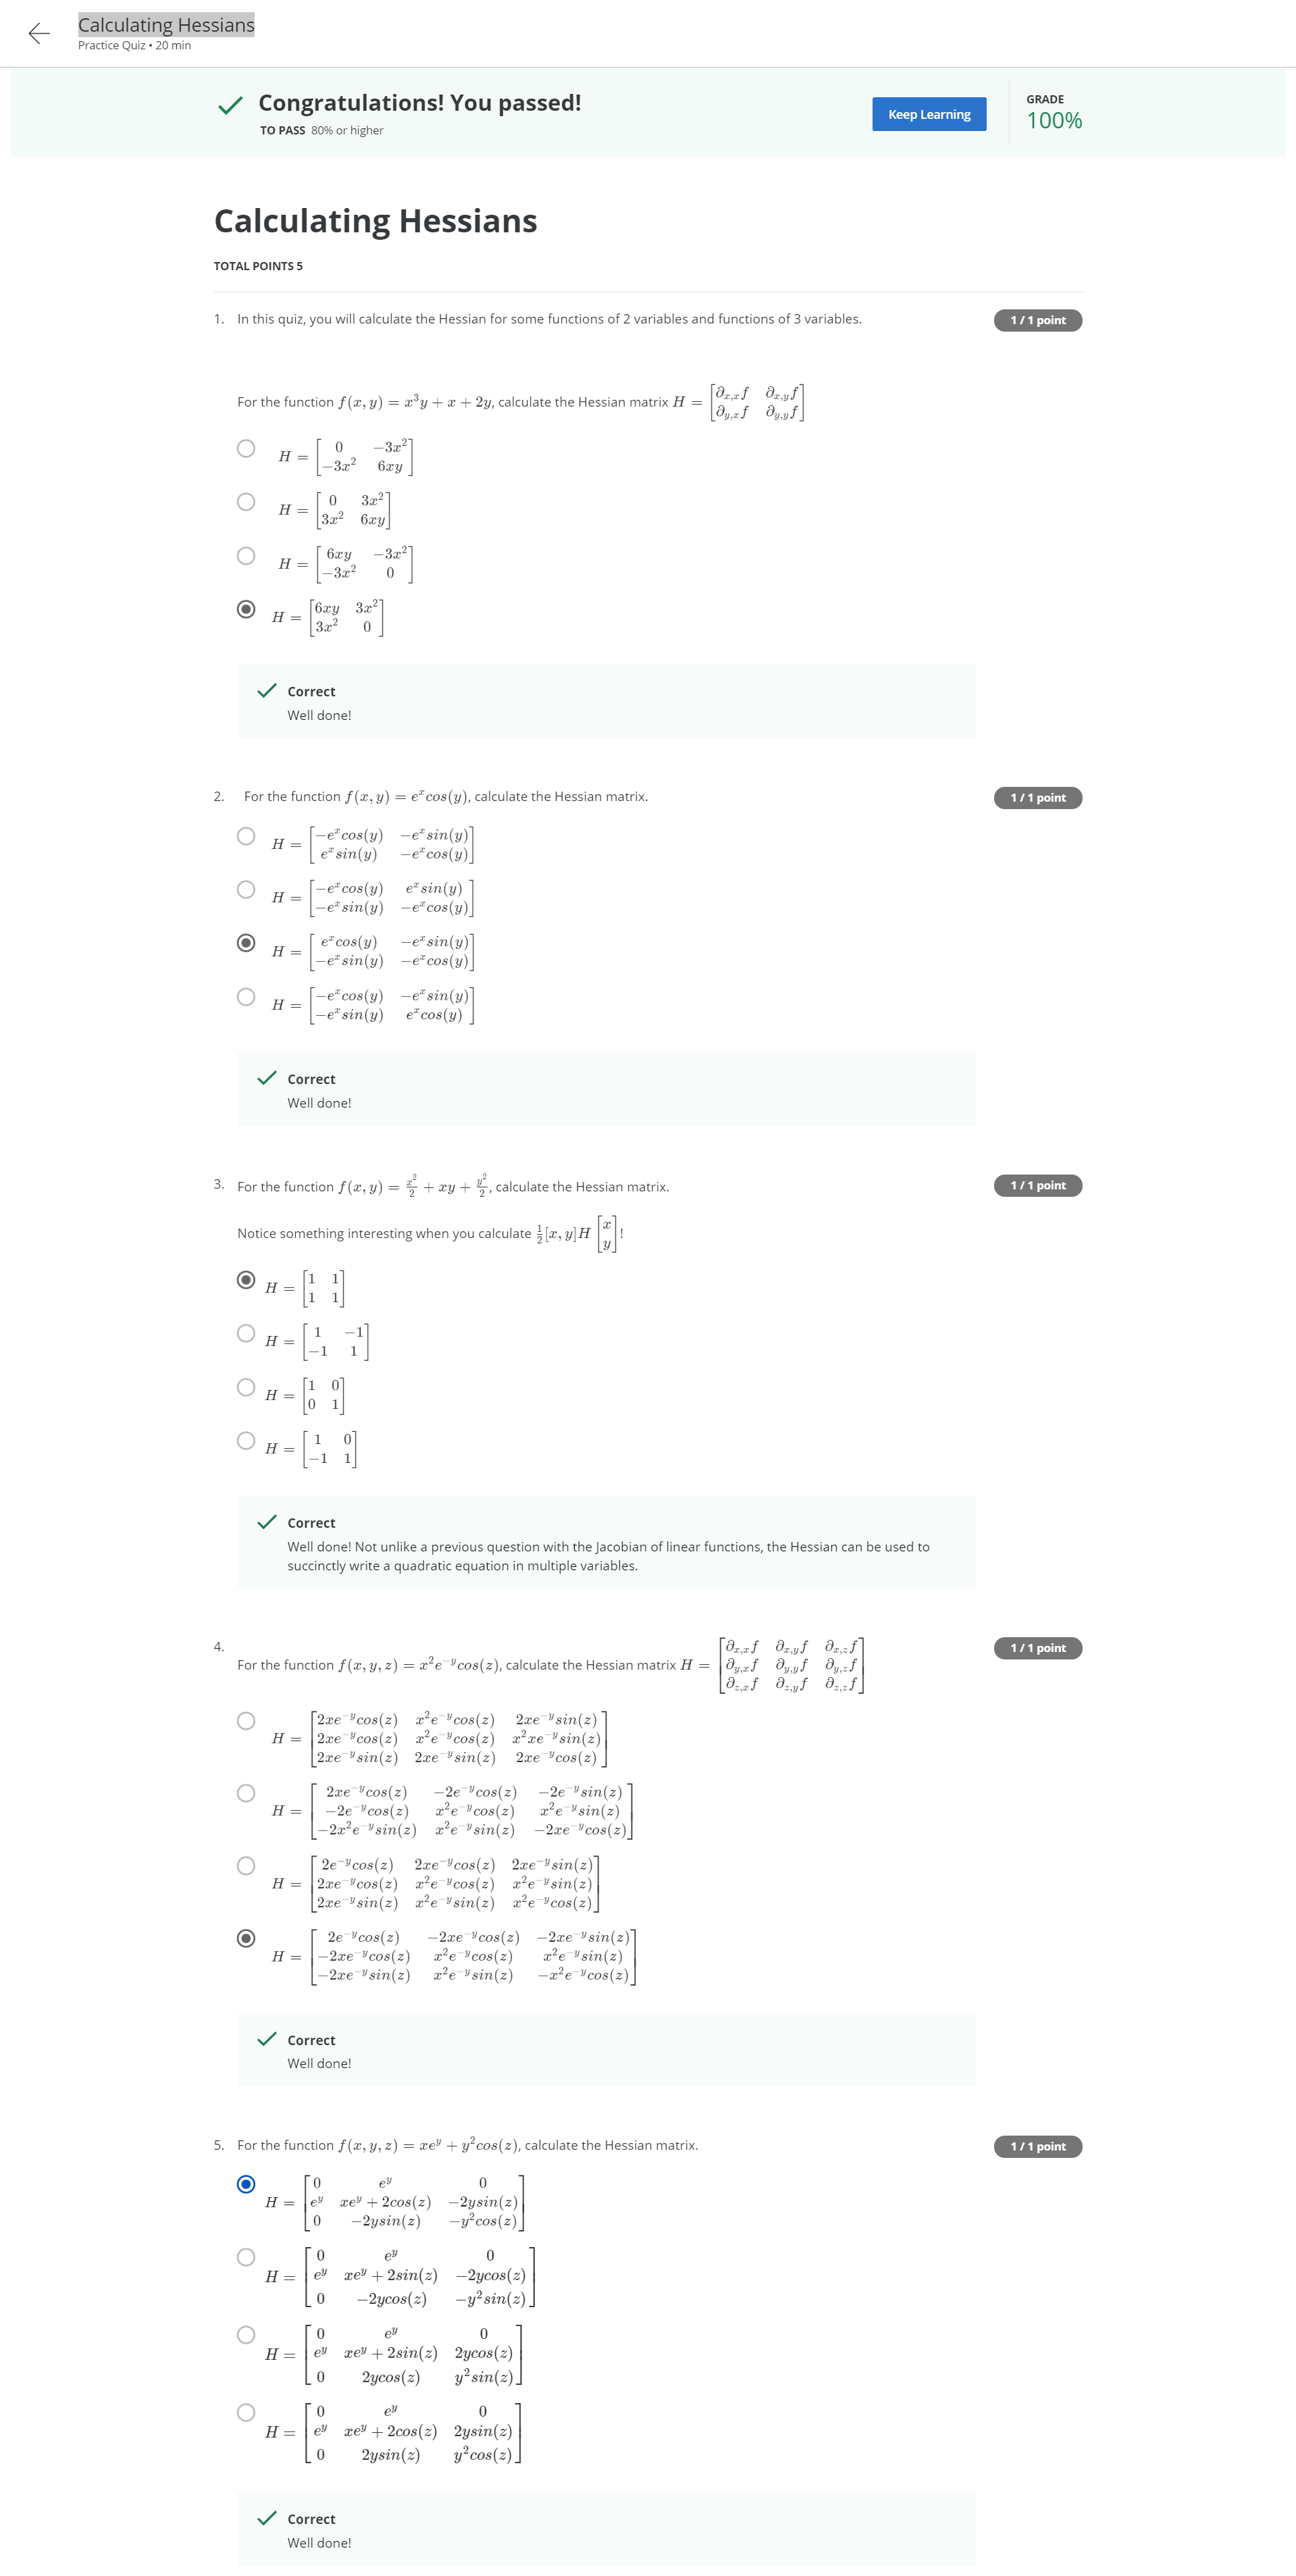 Calculating Hessians
Practice Quiz • 20 min
Congratulations! You passed!
TO PASS 80% or higher
Keep Learning
GRADE
100%
Calculating Hessians
TOTAL POINTS 5
1. In this quiz, you will calculate the Hessian for some functions of 2 variables and functions of 3 variables.
1 / 1 point
For the function $f(x, y) = x^3y + x + 2y$, calculate the Hessian matrix $H = \begin{bmatrix} \partial_{x,x}f & \partial_{x,y}f \\ \partial_{y,x}f & \partial_{y,y}f \end{bmatrix}$
$H = \begin{bmatrix} 0 & -3x^2 \\ -3x^2 & 6xy \end{bmatrix}$
$H = \begin{bmatrix} 0 & 3x^2 \\ 3x^2 & 6xy \end{bmatrix}$
$H = \begin{bmatrix} 6xy & -3x^2 \\ -3x^2 & 0 \end{bmatrix}$
$H = \begin{bmatrix} 6xy & 3x^2 \\ 3x^2 & 0 \end{bmatrix}$
Correct
Well done!
2. For the function $f(x, y) = e^x cos(y)$, calculate the Hessian matrix.
1 / 1 point
$H = \begin{bmatrix} -e^x cos(y) & -e^x sin(y) \\ e^x sin(y) & -e^x cos(y) \end{bmatrix}$
$H = \begin{bmatrix} -e^x cos(y) & e^x sin(y) \\ -e^x sin(y) & -e^x cos(y) \end{bmatrix}$
$H = \begin{bmatrix} e^x cos(y) & -e^x sin(y) \\ -e^x sin(y) & -e^x cos(y) \end{bmatrix}$
$H = \begin{bmatrix} -e^x cos(y) & -e^x sin(y) \\ -e^x sin(y) & e^x cos(y) \end{bmatrix}$
Correct
Well done!
3. For the function $f(x, y) = \frac{x^2}{2} + xy + \frac{y^2}{2}$, calculate the Hessian matrix.
1 / 1 point
Notice something interesting when you calculate $\frac{1}{2}[x, y]H \begin{bmatrix} x \\ y \end{bmatrix}$!
$H = \begin{bmatrix} 1 & 1 \\ 1 & 1 \end{bmatrix}$
$H = \begin{bmatrix} 1 & -1 \\ -1 & 1 \end{bmatrix}$
$H = \begin{bmatrix} 1 & 0 \\ 0 & 1 \end{bmatrix}$
$H = \begin{bmatrix} 1 & 0 \\ -1 & 1 \end{bmatrix}$
Correct
Well done! Not unlike a previous question with the Jacobian of linear functions, the Hessian can be used to
succinctly write a quadratic equation in multiple variables.
4. For the function $f(x, y, z) = x^2e^{-y}cos(z)$, calculate the Hessian matrix $H = \begin{bmatrix} \partial_{x,x}f & \partial_{x,y}f & \partial_{x,z}f \\ \partial_{y,x}f & \partial_{y,y}f & \partial_{y,z}f \\ \partial_{z,x}f & \partial_{z,y}f & \partial_{z,z}f \end{bmatrix}$
1 / 1 point
$H = \begin{bmatrix} 2xe^{-y}cos(z) & x^2e^{-y}cos(z) & 2xe^{-y}sin(z) \\ 2xe^{-y}cos(z) & x^2e^{-y}cos(z) & x^2xe^{-y}sin(z) \\ 2xe^{-y}sin(z) & 2xe^{-y}sin(z) & 2xe^{-y}cos(z) \end{bmatrix}$
$H = \begin{bmatrix} 2xe^{-y}cos(z) & -2e^{-y}cos(z) & -2e^{-y}sin(z) \\ -2e^{-y}cos(z) & x^2e^{-y}cos(z) & x^2e^{-y}sin(z) \\ -2x^2e^{-y}sin(z) & x^2e^{-y}sin(z) & -2xe^{-y}cos(z) \end{bmatrix}$
$H = \begin{bmatrix} 2e^{-y}cos(z) & 2xe^{-y}cos(z) & 2xe^{-y}sin(z) \\ 2xe^{-y}cos(z) & x^2e^{-y}cos(z) & x^2e^{-y}sin(z) \\ 2xe^{-y}sin(z) & x^2e^{-y}sin(z) & x^2e^{-y}cos(z) \end{bmatrix}$
$H = \begin{bmatrix} 2e^{-y}cos(z) & -2xe^{-y}cos(z) & -2xe^{-y}sin(z) \\ -2xe^{-y}cos(z) & x^2e^{-y}cos(z) & x^2e^{-y}sin(z) \\ -2xe^{-y}sin(z) & x^2e^{-y}sin(z) & -x^2e^{-y}cos(z) \end{bmatrix}$
Correct
Well done!
5. For the function $f(x, y, z) = xe^y + y^2cos(z)$, calculate the Hessian matrix.
1 / 1 point
$H = \begin{bmatrix} 0 & e^y & 0 \\ e^y & xe^y + 2cos(z) & -2ysin(z) \\ 0 & -2ysin(z) & -y^2cos(z) \end{bmatrix}$
$H = \begin{bmatrix} 0 & e^y & 0 \\ e^y & xe^y + 2sin(z) & -2ycos(z) \\ 0 & -2ycos(z) & -y^2sin(z) \end{bmatrix}$
$H = \begin{bmatrix} 0 & e^y & 0 \\ e^y & xe^y + 2sin(z) & 2ycos(z) \\ 0 & 2ycos(z) & y^2sin(z) \end{bmatrix}$
$H = \begin{bmatrix} 0 & e^y & 0 \\ e^y & xe^y + 2cos(z) & 2ysin(z) \\ 0 & 2ysin(z) & y^2cos(z) \end{bmatrix}$
Correct
Well done!